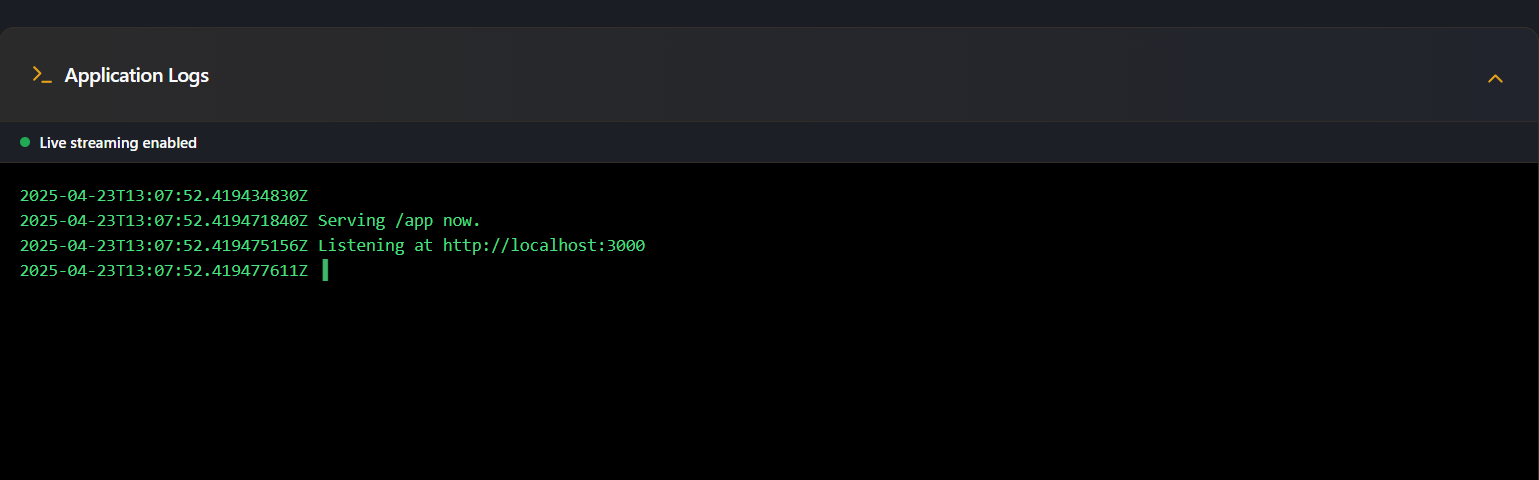 Application Logs
Live streaming enabled
2025-04-23T13:07:52.419434830Z
2025-04-23T13:07:52.419471840Z Serving /app now.
2025-04-23T13:07:52.419475156Z Listening at http://localhost:3000
2025-04-23T13:07:52.419477611Z